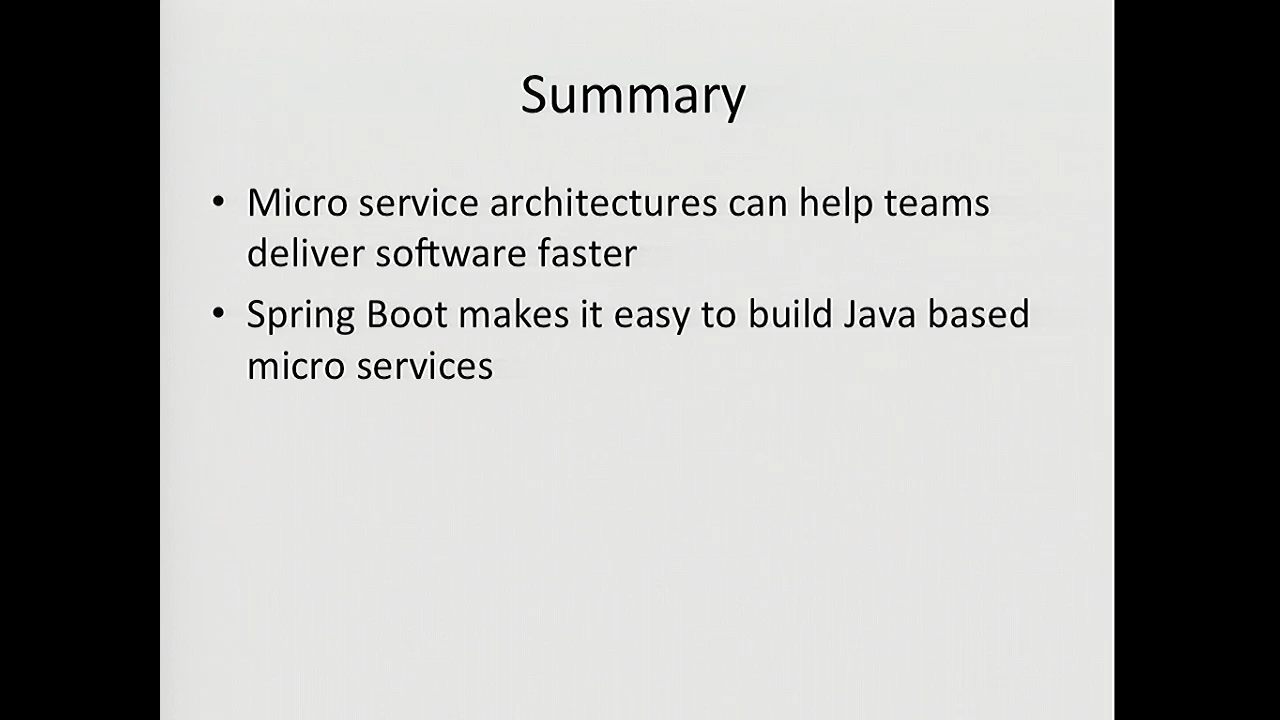 Summary
• Micro service architectures can help teams
deliver software faster
• Spring Boot makes it easy to build Java based
micro services